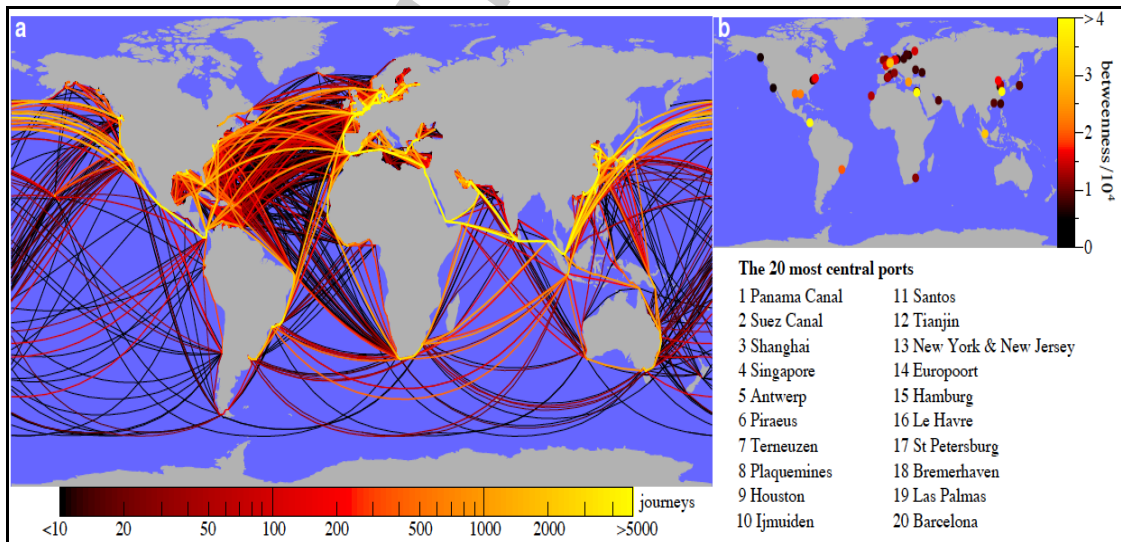 a
<10 20 50 100 200 500 1000 2000 >5000
journeys
b
>4
3
2
1
0
betweenness /10⁴
The 20 most central ports
1 Panama Canal
2 Suez Canal
3 Shanghai
4 Singapore
5 Antwerp
6 Piraeus
7 Terneuzen
8 Plaquemines
9 Houston
10 Ijmuiden
11 Santos
12 Tianjin
13 New York & New Jersey
14 Europoort
15 Hamburg
16 Le Havre
17 St Petersburg
18 Bremerhaven
19 Las Palmas
20 Barcelona